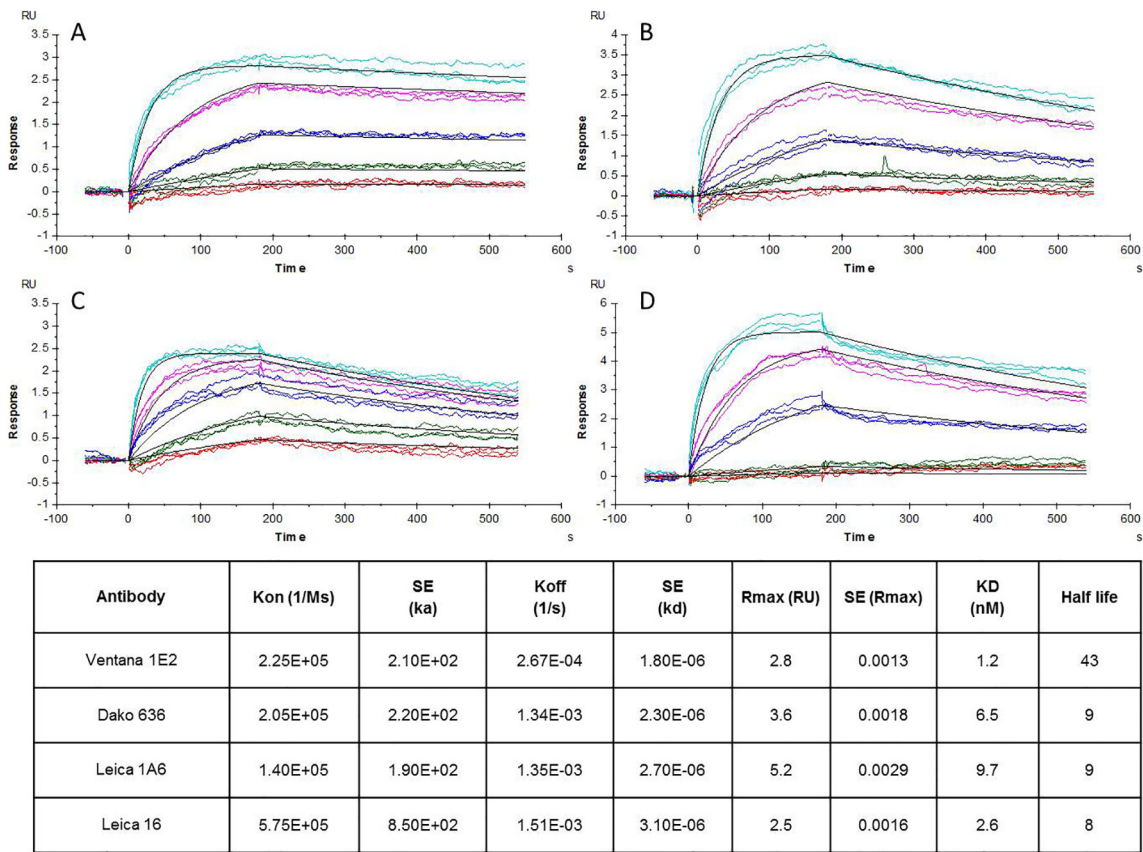 RU
A
3.5
3
2.5
2
1.5
1
0.5
0
-0.5
-1
Response
-100 0 100 200 300 400 500 600
Time
s
RU
B
4
3.5
3
2.5
2
1.5
1
0.5
0
-0.5
-1
Response
-100 0 100 200 300 400 500 600
Time
s
RU
C
3.5
3
2.5
2
1.5
1
0.5
0
-0.5
-1
Response
-100 0 100 200 300 400 500 600
Time
s
RU
D
6
5
4
3
2
1
0
-1
Response
-100 0 100 200 300 400 500 600
Time
s
Antibody Kon (1/Ms) SE (ka) Koff (1/s) SE (kd) Rmax (RU) SE (Rmax) KD (nM) Half life
Ventana 1E2 2.25E+05 2.10E+02 2.67E-04 1.80E-06 2.8 0.0013 1.2 43
Dako 636 2.05E+05 2.20E+02 1.34E-03 2.30E-06 3.6 0.0018 6.5 9
Leica 1A6 1.40E+05 1.90E+02 1.35E-03 2.70E-06 5.2 0.0029 9.7 9
Leica 16 5.75E+05 8.50E+02 1.51E-03 3.10E-06 2.5 0.0016 2.6 8